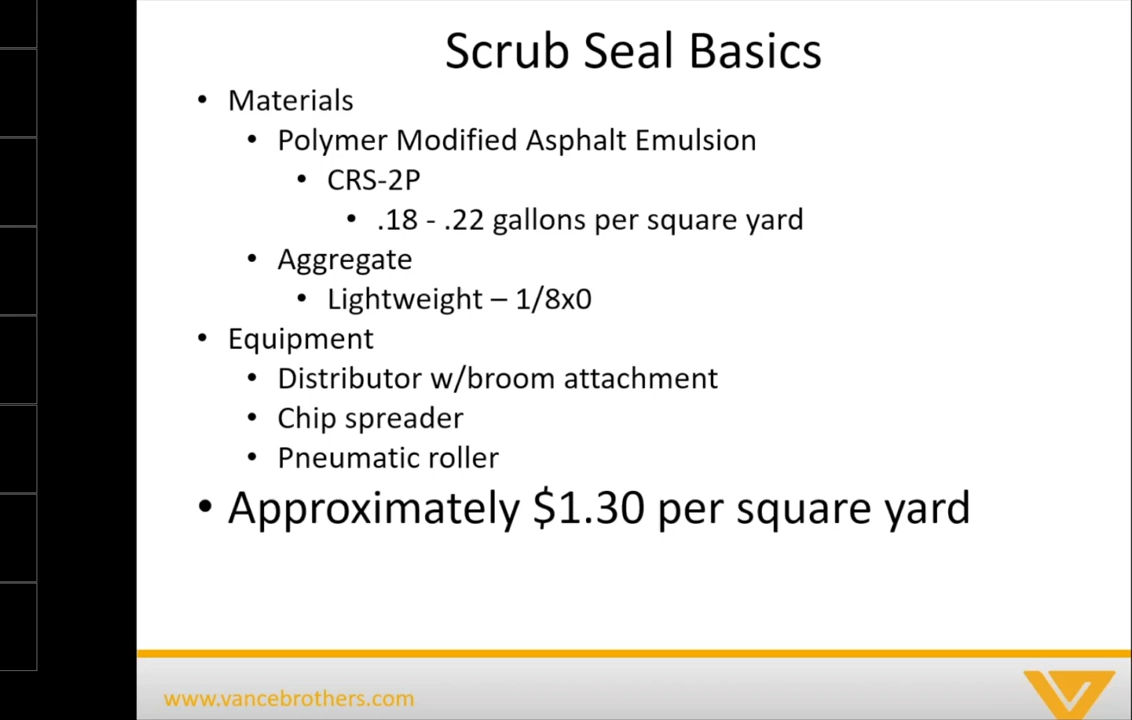 Scrub Seal Basics
• Materials
• Polymer Modified Asphalt Emulsion
• CRS-2P
• .18 - .22 gallons per square yard
• Aggregate
• Lightweight – 1/8x0
• Equipment
• Distributor w/broom attachment
• Chip spreader
• Pneumatic roller
• Approximately $1.30 per square yard
www.vancebrothers.com